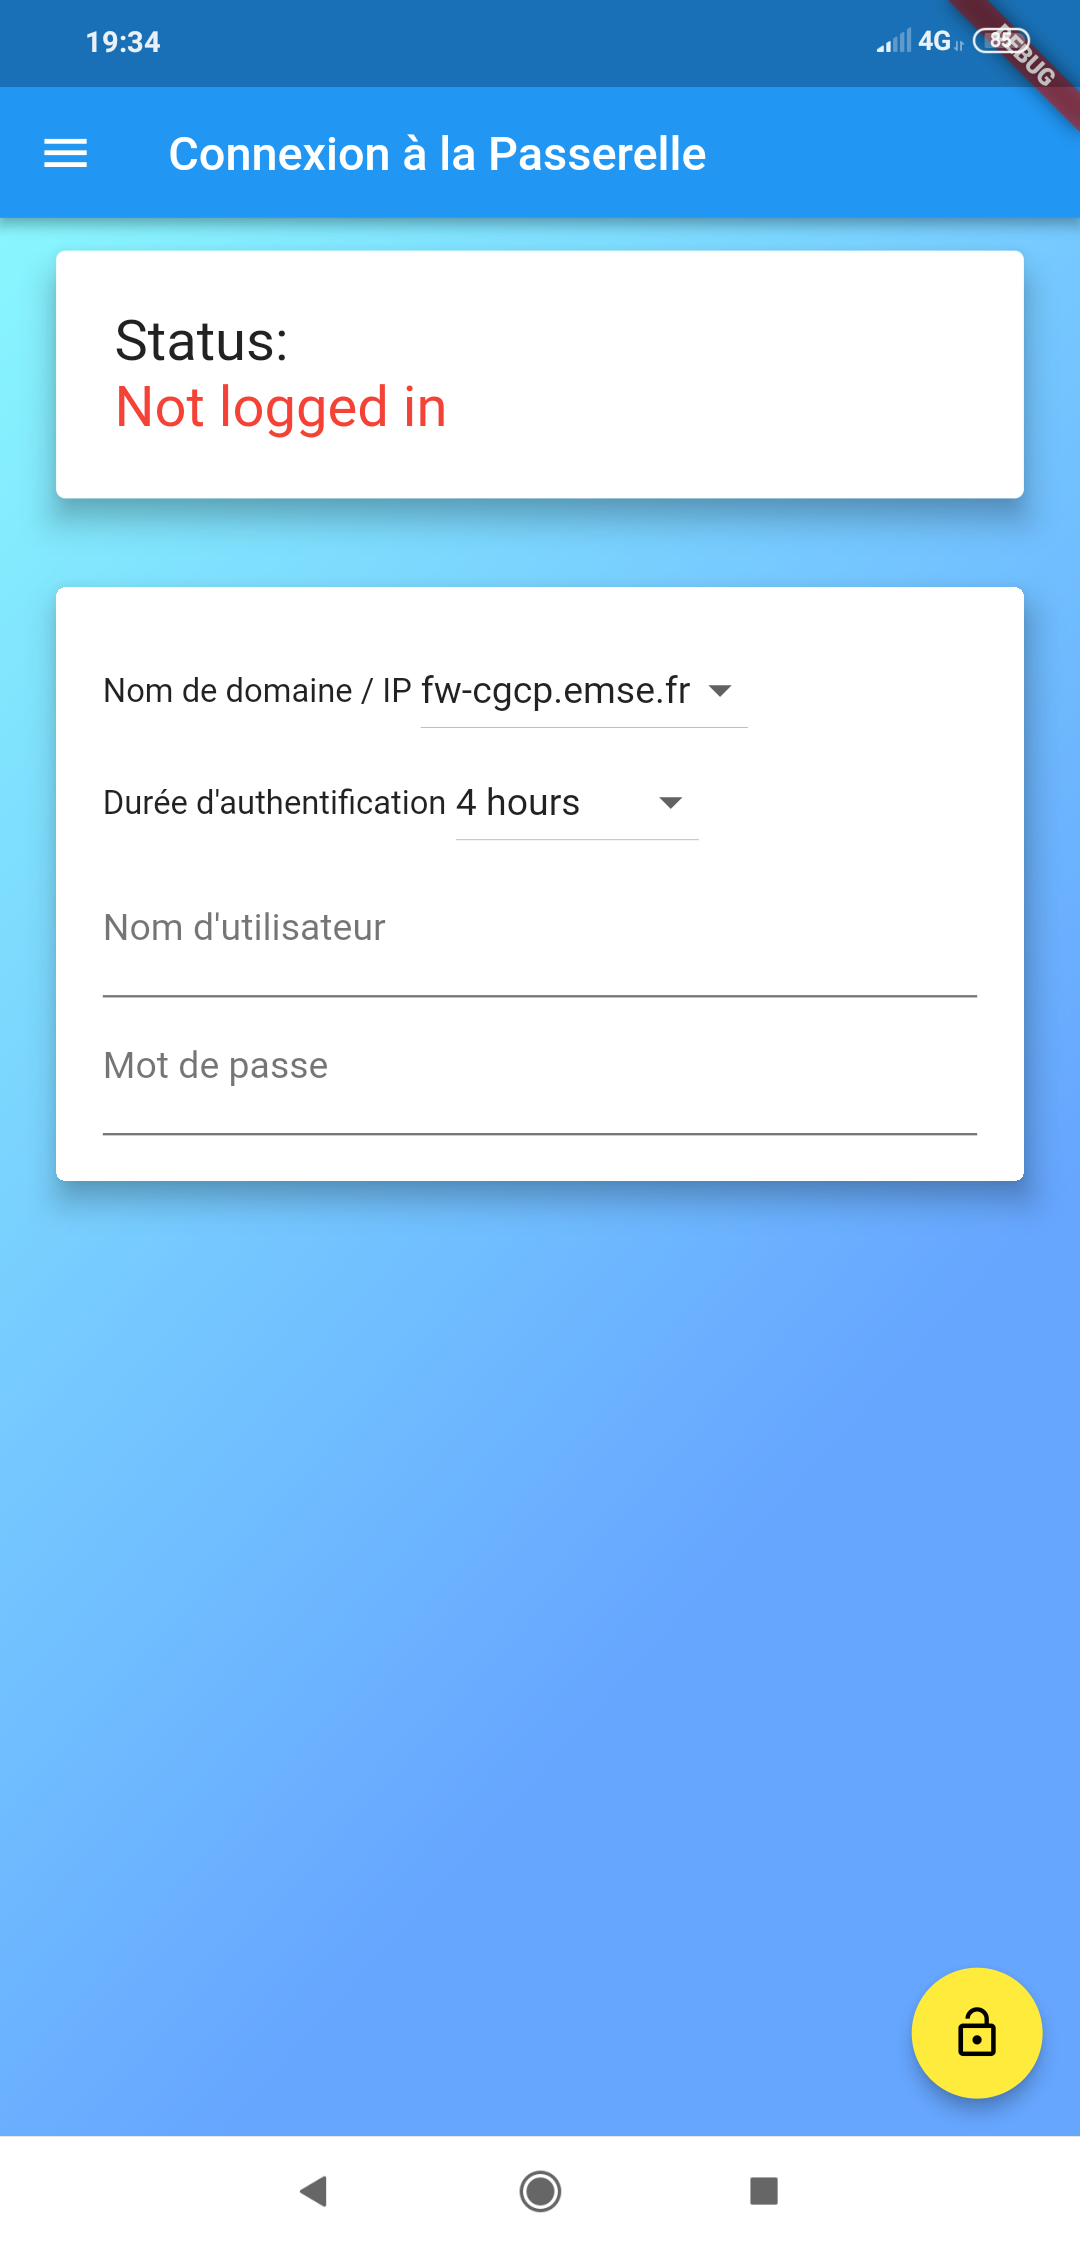 19:34
4G
85
DEBUG
Connexion à la Passerelle
Status:
Not logged in
Nom de domaine / IP fw-cgcp.emse.fr
Durée d'authentification 4 hours
Nom d'utilisateur
Mot de passe